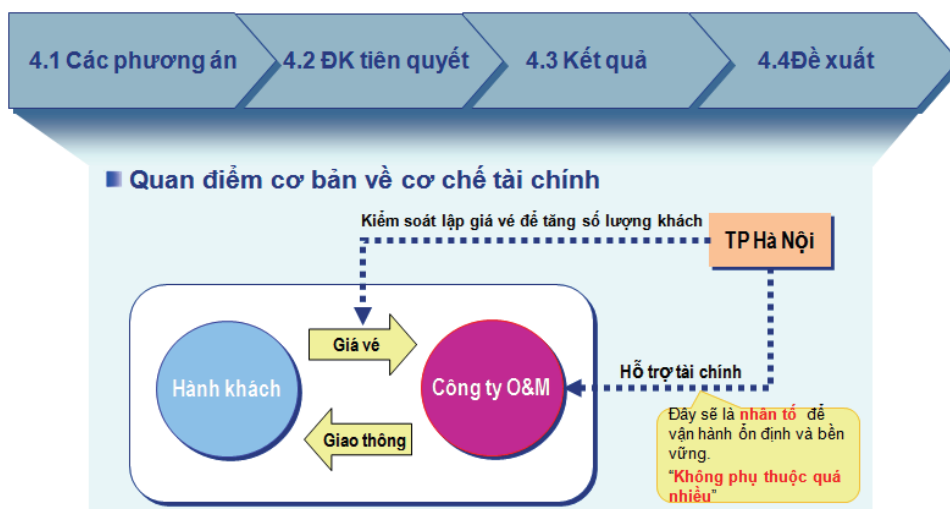 4.1 Các phương án
4.2 ĐK tiên quyết
4.3 Kết quả
4.4Đề xuất
Quan điểm cơ bản về cơ chế tài chính
Kiểm soát lập giá vé để tăng số lượng khách
TP Hà Nội
Giá vé
Hành khách
Công ty O&M
Hỗ trợ tài chính
Giao thông
Đây sẽ là nhân tố để
vận hành ổn định và bền
vững.
“Không phụ thuộc quá
nhiều”